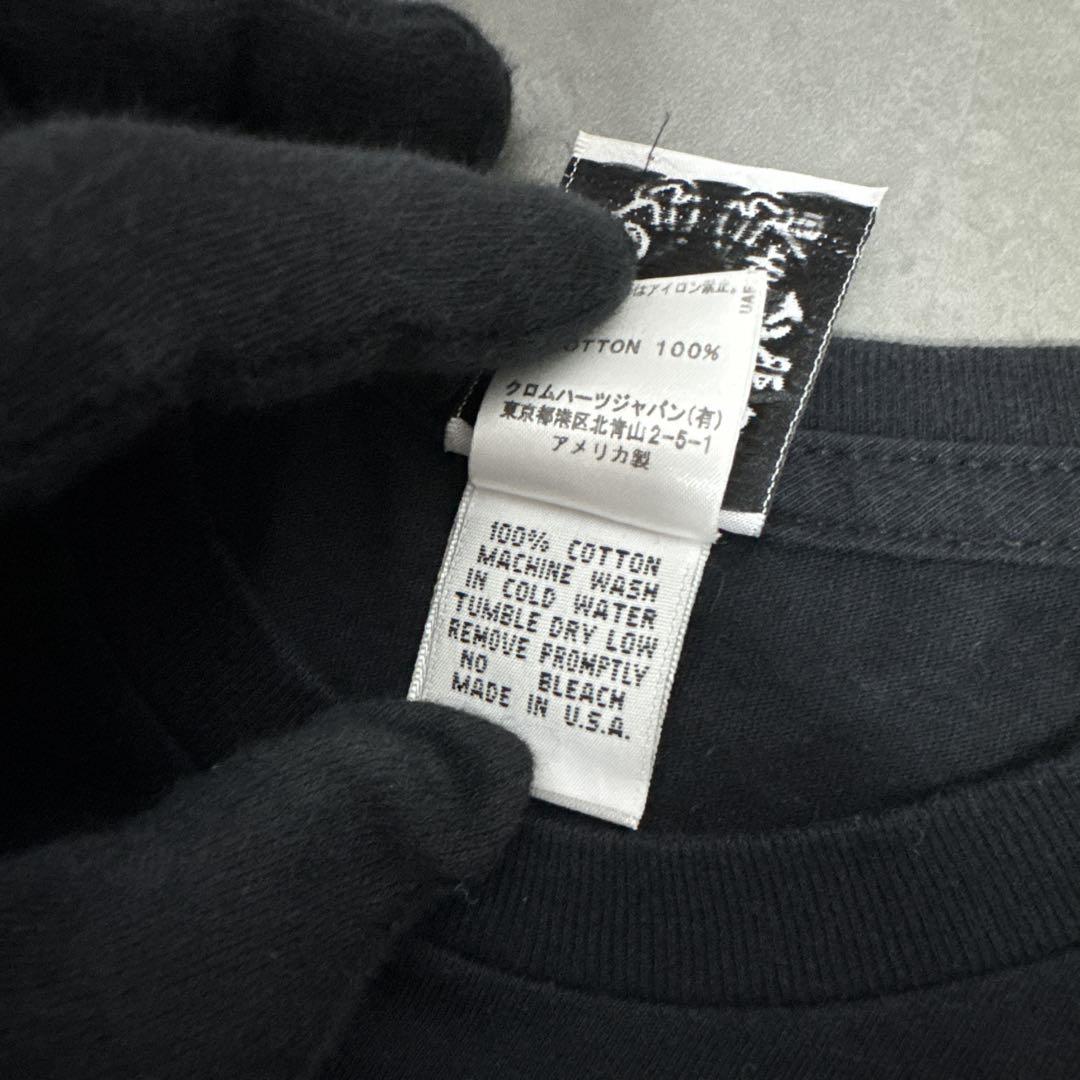 はアイロン禁止。
UAE
COTTON 100%
クロムハーツジャパン(有)
東京都港区北青山2-5-1
アメリカ製
100% COTTON
MACHINE WASH
IN COLD WATER
TUMBLE DRY LOW
REMOVE PROMPTLY
NO BLEACH
MADE IN U.S.A.